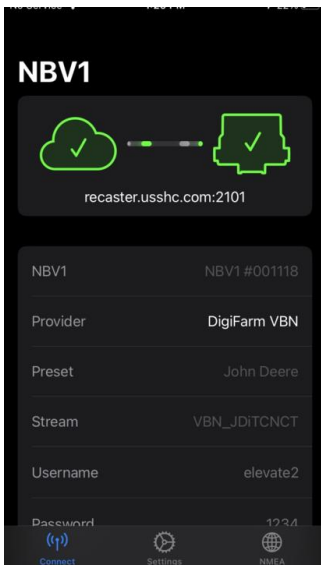 NBV1
recaster.usshc.com:2101
NBV1 NBV1 #001118
Provider DigiFarm VBN
Preset John Deere
Stream VBN_JDiTCNCT
Username elevate2
Password 1234
Connect Settings NMEA